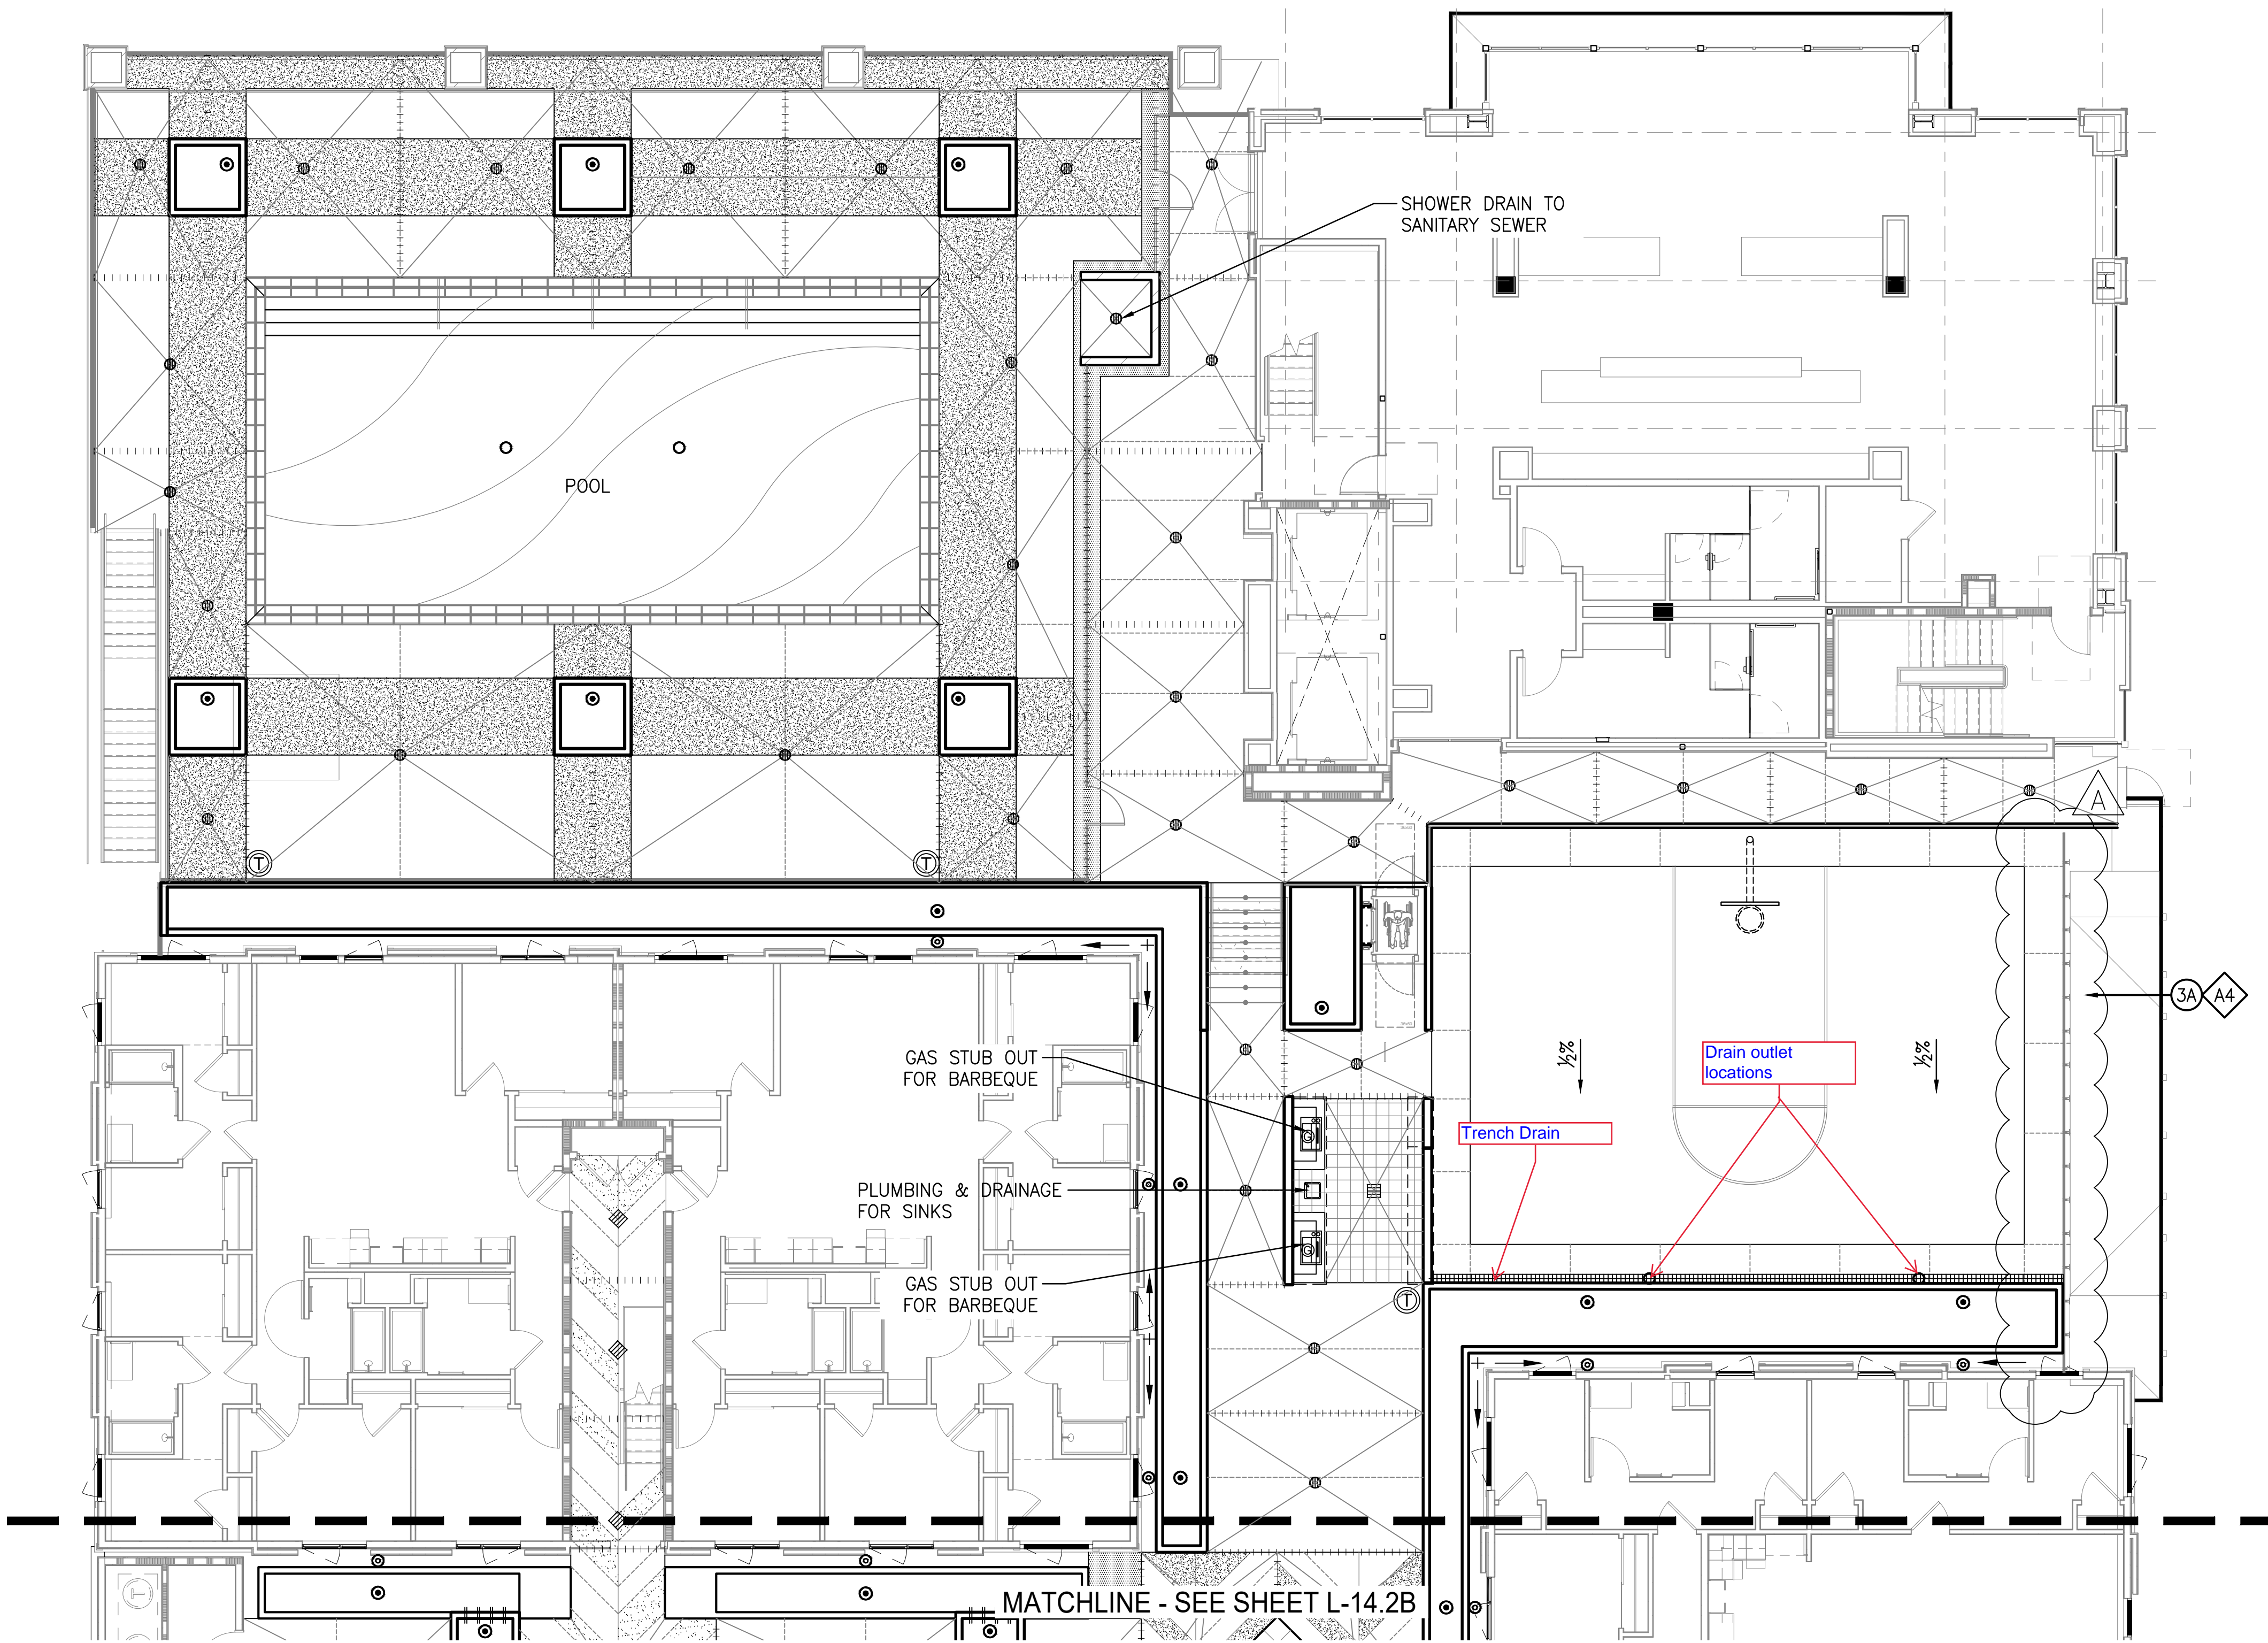 SHOWER DRAIN TO
SANITARY SEWER
POOL
A
T
T
3A
A4
GAS STUB OUT
FOR BARBEQUE
½%
Drain outlet
locations
½%
Trench Drain
G
PLUMBING & DRAINAGE
FOR SINKS
G
GAS STUB OUT
FOR BARBEQUE
T
T
MATCHLINE - SEE SHEET L-14.2B